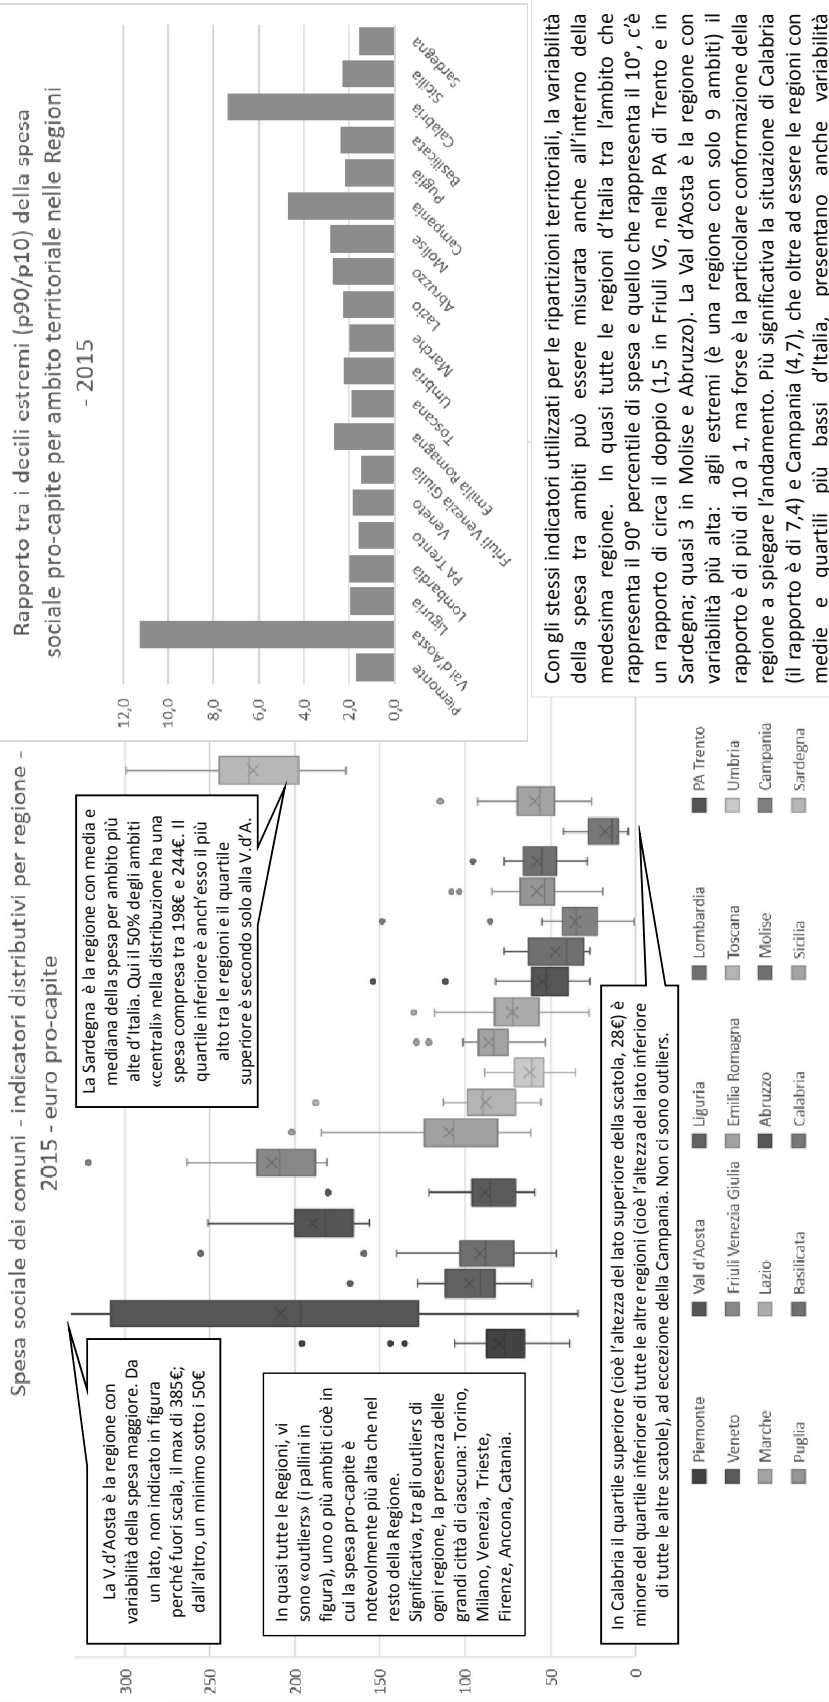 Spesa sociale dei comuni - indicatori distributivi per regione -
2015 - euro pro-capite
300
250
200
150
100
50
0
La V.d'Aosta è la regione con
variabilità della spesa maggiore. Da
un lato, non indicato in figura
perché fuori scala, il max di 385€;
dall'altro, un minimo sotto i 50€
In quasi tutte le Regioni, vi
sono «outliers» (i pallini in
figura), uno o più ambiti cioè in
cui la spesa pro-capite è
notevolmente più alta che nel
resto della Regione.
Significativa, tra gli outliers di
ogni regione, la presenza delle
grandi città di ciascuna: Torino,
Milano, Venezia, Trieste,
Firenze, Ancona, Catania.
La Sardegna è la regione con media e
mediana della spesa per ambito più
alte d'Italia. Qui il 50% degli ambiti
«centrali» nella distribuzione ha una
spesa compresa tra 198€ e 244€. Il
quartile inferiore è anch'esso il più
alto tra le regioni e il quartile
superiore è secondo solo alla V.d'A.
In Calabria il quartile superiore (cioè l'altezza del lato superiore della scatola, 28€) è
minore del quartile inferiore di tutte le altre regioni (cioè l'altezza del lato inferiore
di tutte le altre scatole), ad eccezione della Campania. Non ci sono outliers.
Piemonte Val d'Aosta Liguria Lombardia PA Trento
Veneto Friuli Venezia Giulia Emilia Romagna Toscana Umbria
Marche Lazio Abruzzo Molise Campania
Puglia Basilicata Calabria Sicilia Sardegna
Rapporto tra i decili estremi (p90/p10) della spesa
sociale pro-capite per ambito territoriale nelle Regioni
- 2015
12,0
10,0
8,0
6,0
4,0
2,0
0,0
Piemonte
Val d'Aosta
Liguria
Lombardia
PA Trento
Veneto
Friuli Venezia Giulia
Emilia Romagna
Toscana
Umbria
Marche
Lazio
Abruzzo
Molise
Campania
Puglia
Basilicata
Calabria
Sicilia
Sardegna
Con gli stessi indicatori utilizzati per le ripartizioni territoriali, la variabilità
della spesa tra ambiti può essere misurata anche all'interno della
medesima regione. In quasi tutte le regioni d'Italia tra l'ambito che
rappresenta il 90° percentile di spesa e quello che rappresenta il 10°, c'è
un rapporto di circa il doppio (1,5 in Friuli VG, nella PA di Trento e in
Sardegna; quasi 3 in Molise e Abruzzo). La Val d'Aosta è la regione con
variabilità più alta: agli estremi (è una regione con solo 9 ambiti) il
rapporto è di più di 10 a 1, ma forse è la particolare conformazione della
regione a spiegare l'andamento. Più significativa la situazione di Calabria
(il rapporto è di 7,4) e Campania (4,7), che oltre ad essere le regioni con
medie e quartili più bassi d'Italia, presentano anche variabilità